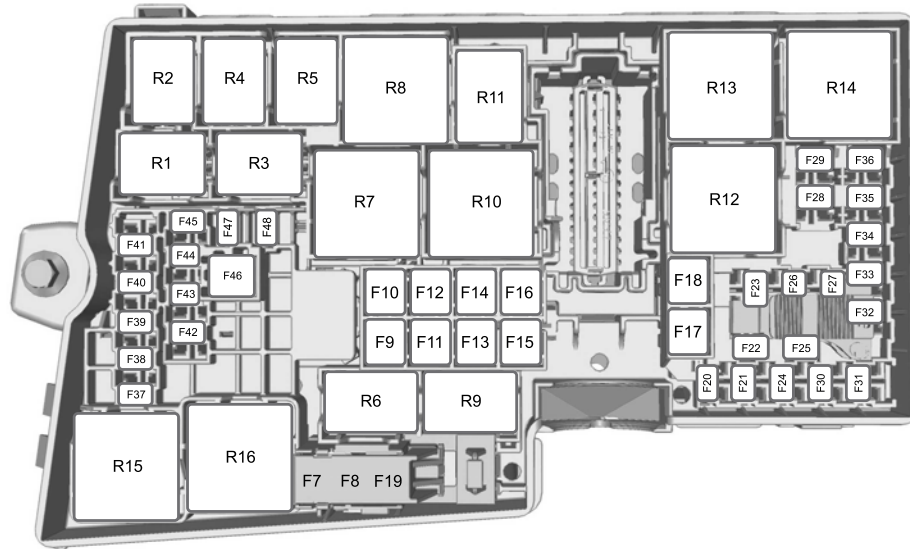 R2 R4 R5 R8 R11 R13 R14
R1 R3 R7 R10 R12
F29 F36
F28 F35
F45 F47 F48
F41 F44 F34
F40 F46 F43
F10 F12 F14 F16 F18 F23 F26 F27 F33
F39 F42 F32
F9 F11 F13 F15 F17
F38 F22 F25
F37 F20 F21 F24 F30 F31
R6 R9
R15 R16
F7 F8 F19